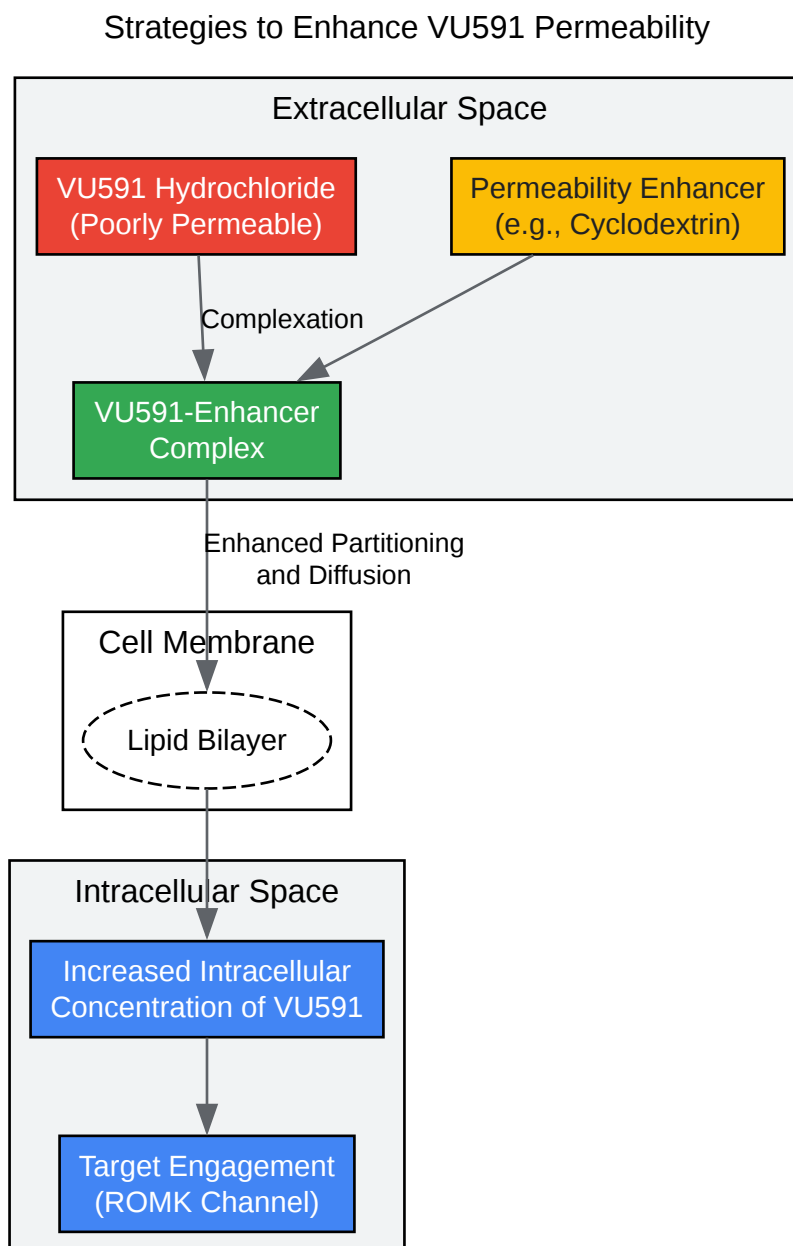 Strategies to Enhance VU591 Permeability
Extracellular Space
VU591 Hydrochloride
(Poorly Permeable)
Permeability Enhancer
(e.g., Cyclodextrin)
Complexation
VU591-Enhancer
Complex
Enhanced Partitioning
and Diffusion
Cell Membrane
Lipid Bilayer
Intracellular Space
Increased Intracellular
Concentration of VU591
Target Engagement
(ROMK Channel)